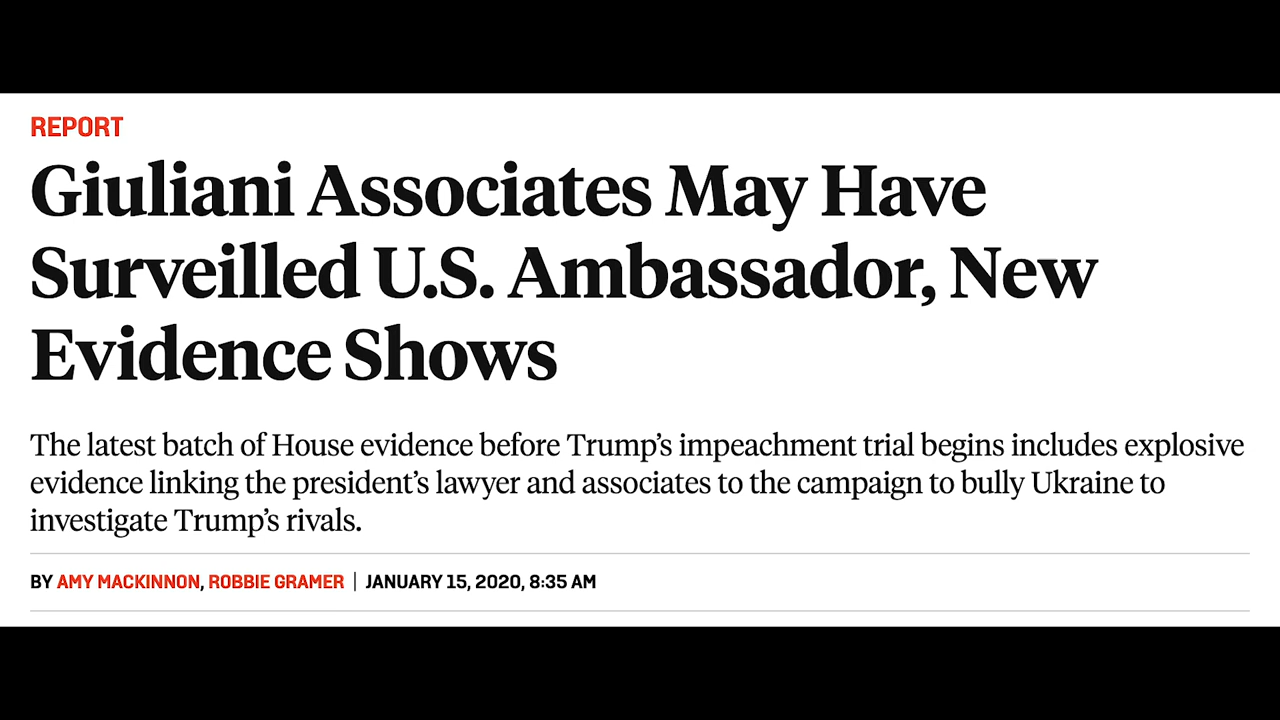 REPORT
Giuliani Associates May Have
Surveilled U.S. Ambassador, New
Evidence Shows
The latest batch of House evidence before Trump’s impeachment trial begins includes explosive
evidence linking the president’s lawyer and associates to the campaign to bully Ukraine to
investigate Trump’s rivals.
BY AMY MACKINNON, ROBBIE GRAMER | JANUARY 15, 2020, 8:35 AM